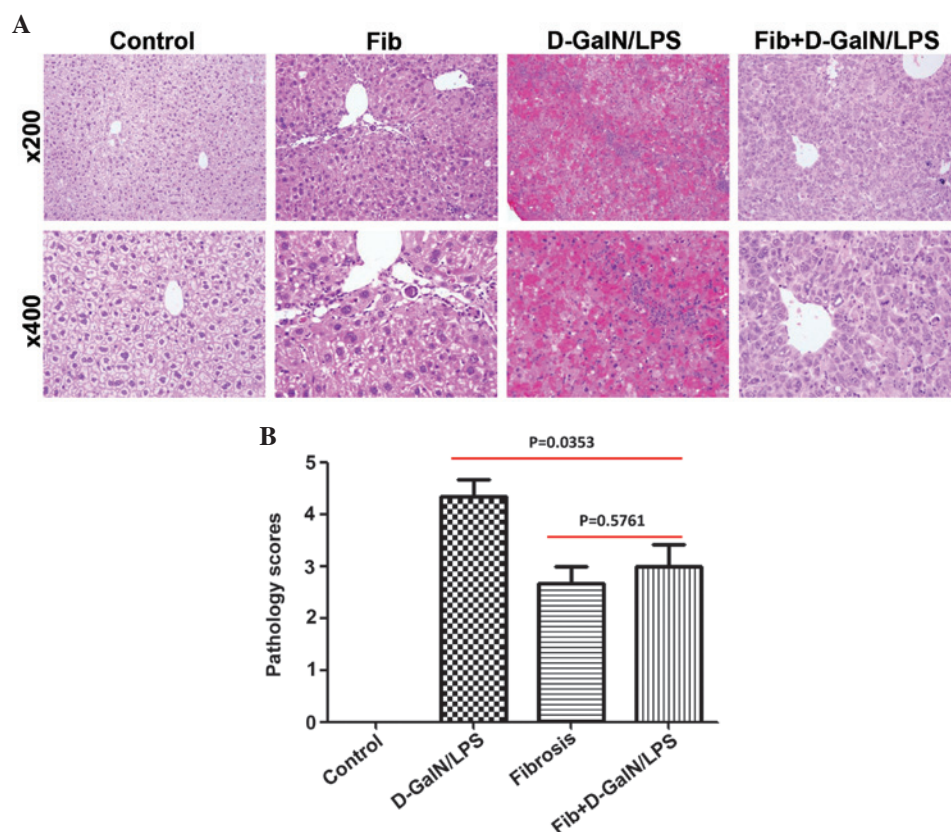 A
Control Fib D-GalN/LPS Fib+D-GalN/LPS
x200
x400
B
P=0.0353
P=0.5761
Pathology scores
5
4
3
2
1
0
Control
D-GalN/LPS
Fibrosis
Fib+D-GalN/LPS